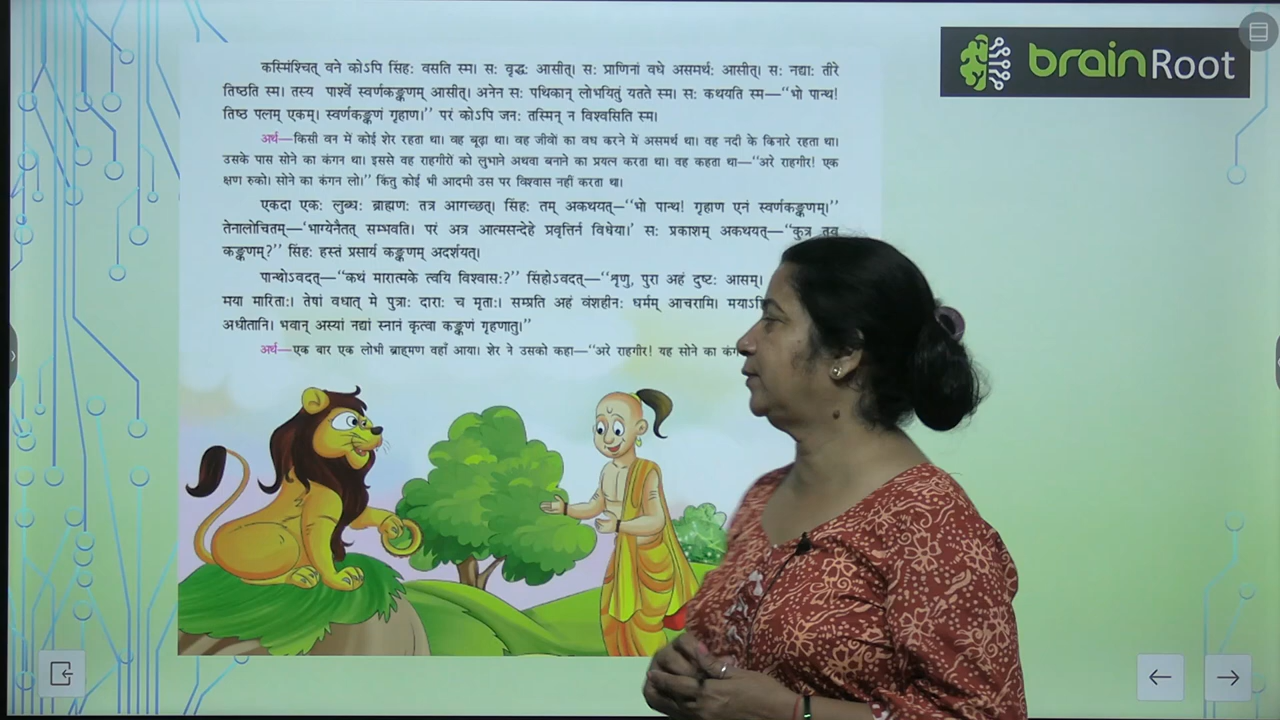 brainRoot
कस्मिंश्चित् वने कोऽपि सिंहः वसति स्म। सः वृद्धः आसीत्। सः प्राणिनां वधे असमर्थः आसीत्। सः नद्याः तीरे
तिष्ठति स्म। तस्य पार्श्वे स्वर्णकङ्कणम् आसीत्। अनेन सः पथिकान् लोभयितुं यतते स्म। सः कथयति स्म—“भो पान्थ!
तिष्ठ पलम् एकम्। स्वर्णकङ्कणं गृहाण।” परं कोऽपि जनः तस्मिन् न विश्वसिति स्म।
अर्थ—किसी वन में कोई शेर रहता था। वह बूढ़ा था। वह जीवों का वध करने में असमर्थ था। वह नदी के किनारे रहता था।
उसके पास सोने का कंगन था। इससे वह राहगीरों को लुभाने अथवा बनाने का प्रयत्न करता था। वह कहता था—“अरे राहगीर! एक
क्षण रुको। सोने का कंगन लो।” किंतु कोई भी आदमी उस पर विश्वास नहीं करता था।
एकदा एकः लुब्धः ब्राह्मणः तत्र आगच्छत्। सिंहः तम् अकथयत्—“भो पान्थ! गृहाण एनं स्वर्णकङ्कणम्।”
तेनालोचितम्—‘भाग्येनैतत् सम्भवति। परं अत्र आत्मसन्देहे प्रवृत्तिर्न विधेया।’ सः प्रकाशम् अकथयत्—“कुत्र तव
कङ्कणम्?” सिंहः हस्तं प्रसार्य कङ्कणम् अदर्शयत्।
पान्थोऽवदत्—“कथं मारात्मके त्वयि विश्वासः?” सिंहोऽवदत्—“शृणु, पुरा अहं दुष्टः आसम्।
मया मारिताः। तेषां वधात् मे पुत्राः दाराः च मृताः। सम्प्रति अहं वंशहीनः धर्मम् आचरामि।
अधीतानि। भवान् अस्यां नद्यां स्नानं कृत्वा कङ्कणं गृहणातु।”
अर्थ—एक बार एक लोभी ब्राह्मण वहाँ आया। शेर ने उसको कहा—“अरे राहगीर! यह सोने का